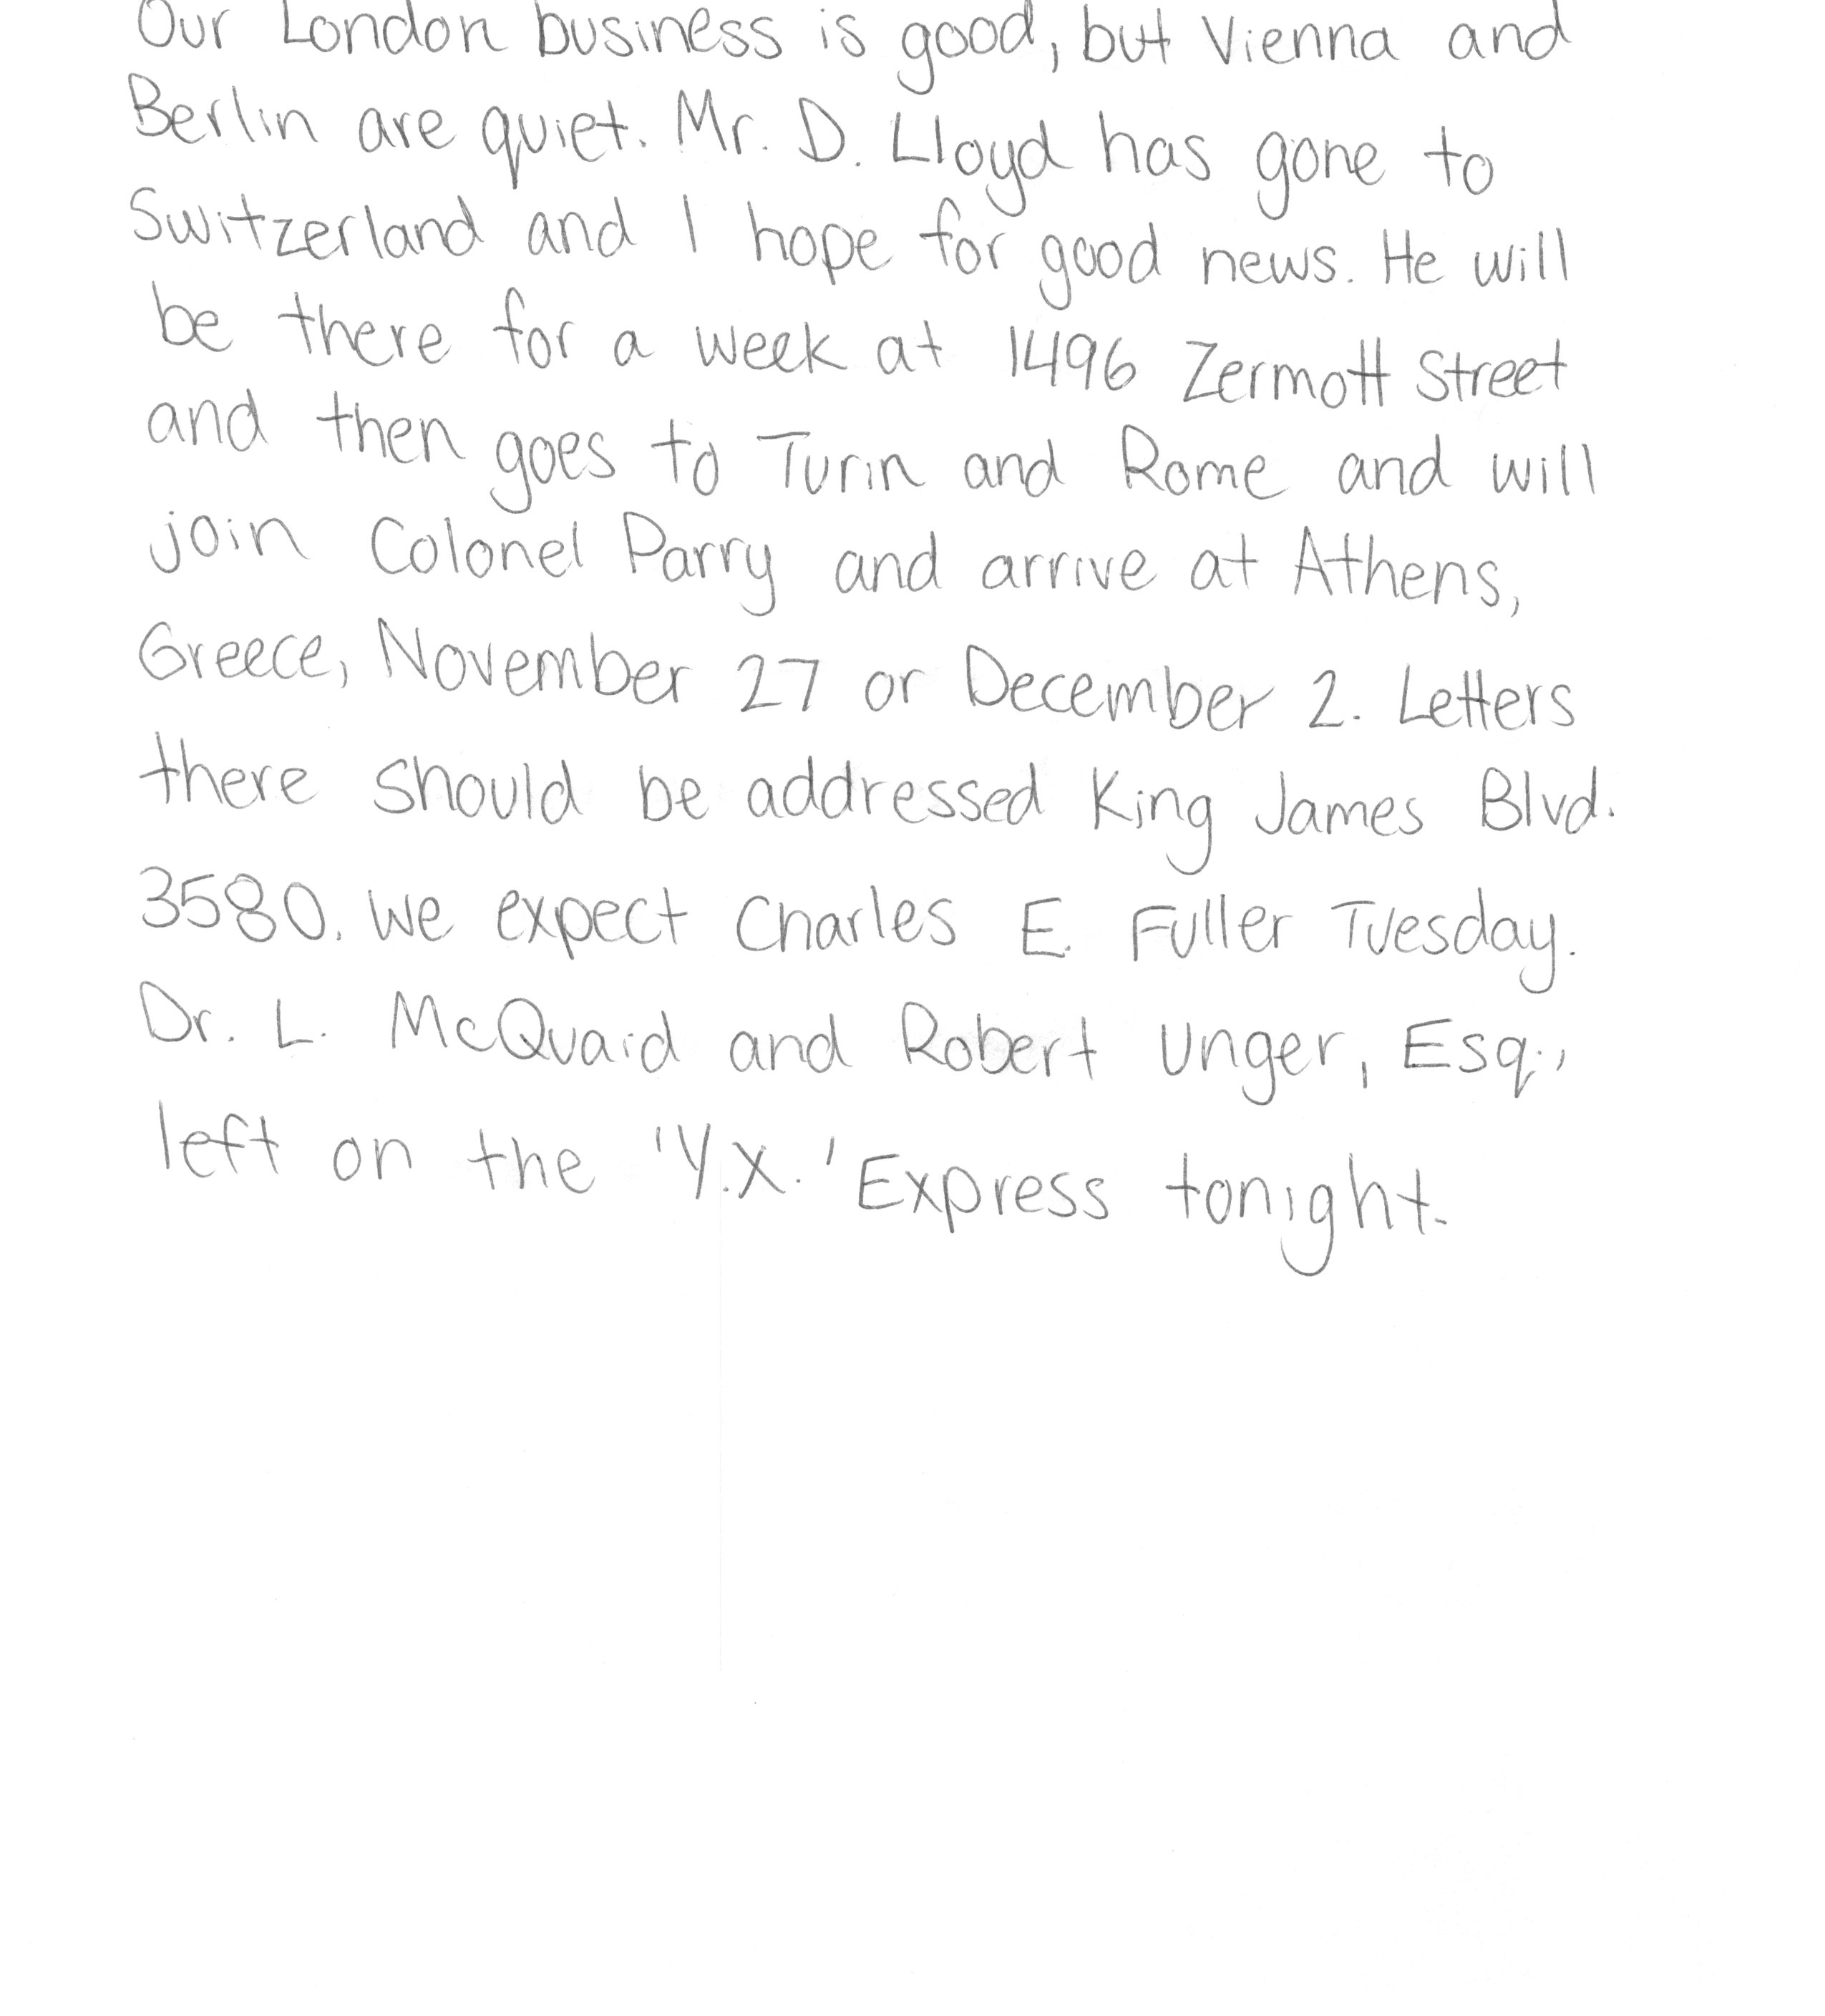 Our London business is good, but Vienna and
Berlin are quiet. Mr. D. Lloyd has gone to
Switzerland and I hope for good news. He will
be there for a week at 1496 Zermott Street
and then goes to Turin and Rome and will
join Colonel Parry and arrive at Athens,
Greece, November 27 or December 2. Letters
there should be addressed King James Blvd.
3580. We expect Charles E. Fuller Tuesday.
Dr. L. McQuaid and Robert Unger, Esq.,
left on the 'Y.X.' Express tonight.